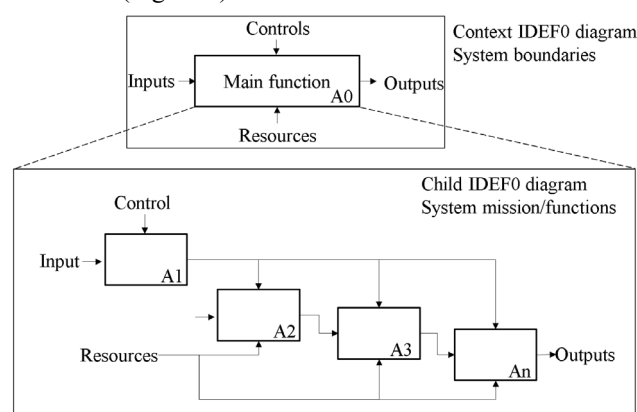 Controls
Context IDEF0 diagram
System boundaries
Inputs
Main function
A0
Outputs
Resources
Child IDEF0 diagram
System mission/functions
Control
Input
A1
A2
A3
Resources
An
Outputs